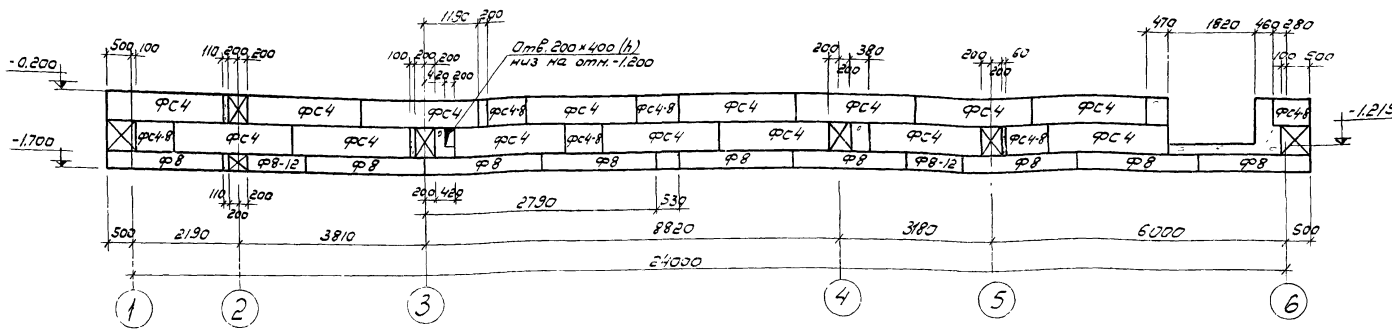 1190 200
470 1820 460 280
500 100 110 200 200 100 200 200 Отв. 200×400 (h) 200 380 200 60 100 500
420 200 низ на отм. -1.200 200 200
-0.200
ФС4 ФС4 ФС4 ФС4-8 ФС4 ФС4-8 ФС4 ФС4 ФС4 ФС4 ФС4-8
-1.215
ФС4-8 ФС4 ФС4 ФС4 ФС4-8 ФС4 ФС4 ФС4 ФС4-8 ФС4
-1.700
Ф8 Ф8-12 Ф8 Ф8 Ф8 Ф8 Ф8 Ф8-12 Ф8 Ф8 Ф8
110 200 200 420
200 2790 530
500 2190 3810 8820 3180 6000 500
24000
1 2 3 4 5 6